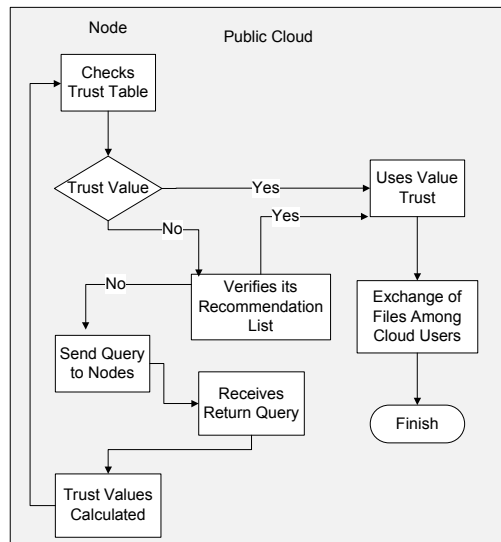 Node
Public Cloud
Checks
Trust Table
Trust Value
Yes
Uses Value
Trust
Yes
No
No
Verifies its
Recommendation
List
Exchange of
Files Among
Cloud Users
Send Query
to Nodes
Receives
Return Query
Finish
Trust Values
Calculated